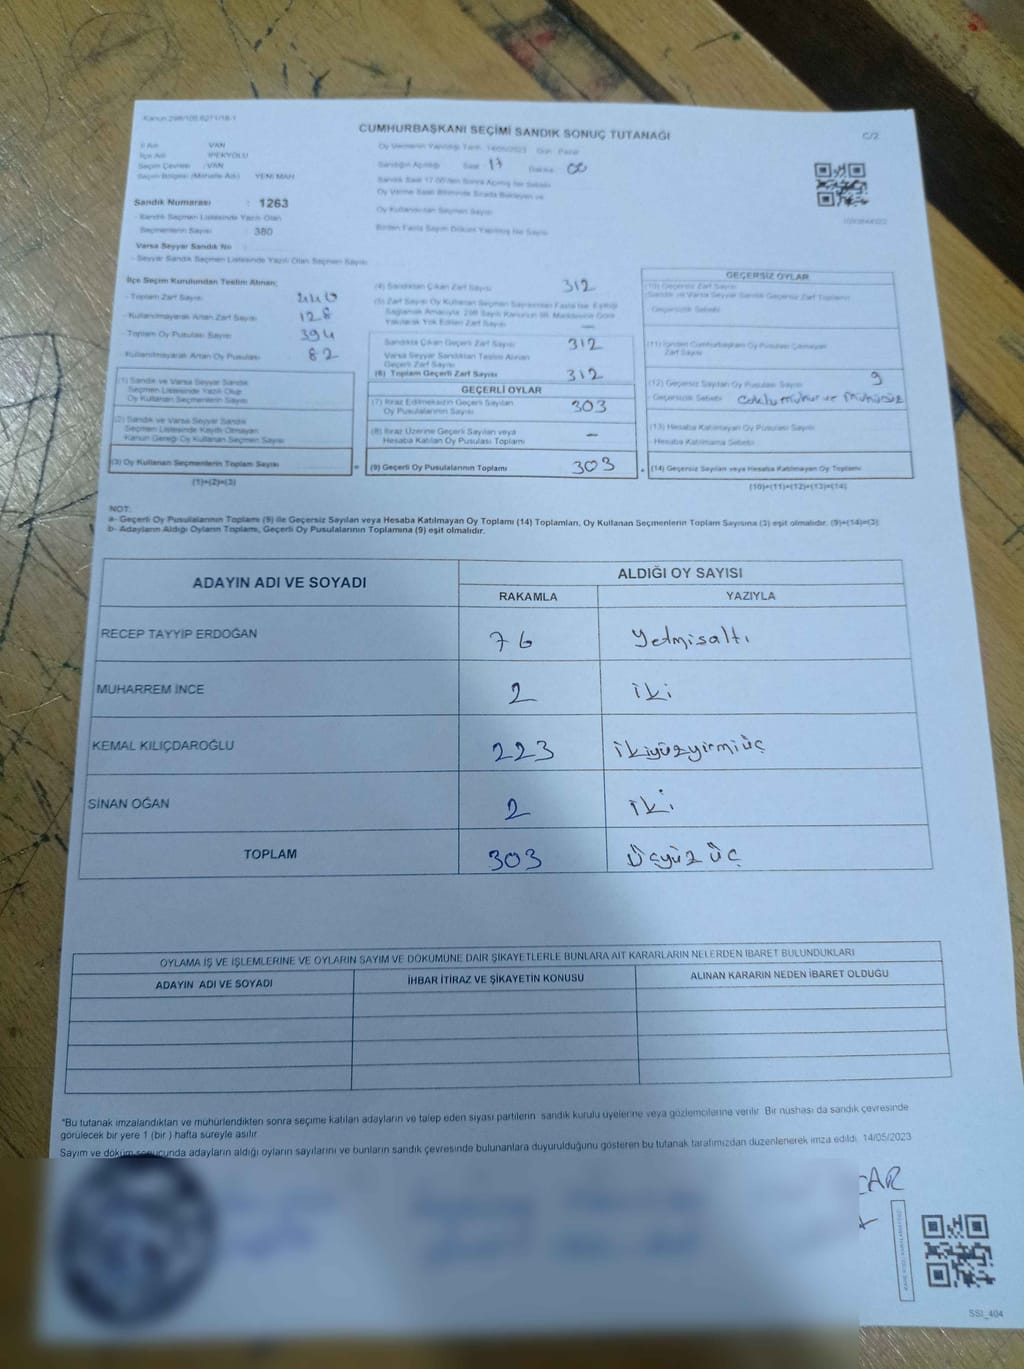 Kanun 298/105,6271/18/1
CUMHURBAŞKANI SEÇİMİ SANDIK SONUÇ TUTANAĞI
C/2
İl Adı VAN
İlçe Adı İPEKYOLU
Seçim Çevresi : VAN
Seçim Bölgesi (Mahalle Adı) YENİ MAH
Oy Vermenin Yapıldığı Tarih 14/05/2023 Gün Pazar
Sandığın Açıldığı Saat 17 Dakika 00
Sandık Saat 17.00'den Sonra Açılmış İse Sebebi
Oy Verme Saati Bitiminde Sırada Bekleyen ve
Oy Kullandırılan Seçmen Sayısı
Birden Fazla Sayım Döküm Yapılmış İse Sayısı
Sandık Numarası : 1263
- Sandık Seçmen Listesinde Yazılı Olan
Seçmenlerin Sayısı : 380
Varsa Seyyar Sandık No
- Seyyar Sandık Seçmen Listesinde Yazılı Olan Seçmen Sayısı
İlçe Seçim Kurulundan Teslim Alınan;
- Toplam Zarf Sayısı 440
- Kullanılmayarak Artan Zarf Sayısı 128
- Toplam Oy Pusulası Sayısı 394
- Kullanılmayarak Artan Oy Pusulası 82
(1) Sandık ve Varsa Seyyar Sandık
Seçmen Listesinde Yazılı Olup
Oy Kullanan Seçmenlerin Sayısı
(2) Sandık ve Varsa Seyyar Sandık
Seçmen Listesinde Kayıtlı Olmayan
Kanun Gereği Oy Kullanan Seçmen Sayısı
(3) Oy Kullanan Seçmenlerin Toplam Sayısı
(1)+(2)=(3)
(4) Sandıktan Çıkan Zarf Sayısı 312
(5) Zarf Sayısı Oy Kullanan Seçmen Sayısından Fazla İse, Eşitliği
Sağlamak Amacıyla 298 Sayılı Kanunun 98. Maddesine Göre
Yakılarak Yok Edilen Zarf Sayısı —
Sandıkta Çıkan Geçerli Zarf Sayısı 312
Varsa Seyyar Sandıktan Teslim Alınan
Geçerli Zarf Sayısı
(6) Toplam Geçerli Zarf Sayısı 312
GEÇERLİ OYLAR
(7) İtiraz Edilmeksizin Geçerli Sayılan
Oy Pusulalarının Sayısı 303
(8) İtiraz Üzerine Geçerli Sayılan veya
Hesaba Katılan Oy Pusulası Toplamı —
(9) Geçerli Oy Pusulalarının Toplamı 303
GEÇERSİZ OYLAR
(10) Geçersiz Zarf Sayısı
Sandık ve Varsa Seyyar Sandık Geçersiz Zarf Toplamı
Geçersizlik Sebebi
(11) İçinden Cumhurbaşkanı Oy Pusulası Çıkmayan
Zarf Sayısı
(12) Geçersiz Sayılan Oy Pusulası Sayısı 9
- Geçersizlik Sebebi
(13) Hesaba Katılmayan Oy Pusulası Sayısı
- Hesaba Katılmama Sebebi
(14) Geçersiz Sayılan veya Hesaba Katılmayan Oy Toplamı
(10)+(11)+(12)+(13)=(14)
NOT:
a- Geçerli Oy Pusulalarının Toplamı (9) ile Geçersiz Sayılan veya Hesaba Katılmayan Oy Toplamı (14) Toplamları, Oy Kullanan Seçmenlerin Toplam Sayısına (3) eşit olmalıdır. (9)+(14)=(3)
b- Adayların Aldığı Oyların Toplamı, Geçerli Oy Pusulalarının Toplamına (9) eşit olmalıdır.
ADAYIN ADI VE SOYADI
ALDIĞI OY SAYISI
RAKAMLA YAZIYLA
RECEP TAYYİP ERDOĞAN 76 Yetmisaltı
MUHARREM İNCE 2 iki
KEMAL KILIÇDAROĞLU 223 ikiyüzyirmiüç
SİNAN OĞAN 2 iki
TOPLAM 303 Üçyüz üç
OYLAMA İŞ VE İŞLEMLERİNE VE OYLARIN SAYIM VE DÖKÜMÜNE DAİR ŞİKAYETLERLE BUNLARA AİT KARARLARIN NELERDEN İBARET BULUNDUKLARI
ADAYIN ADI VE SOYADI İHBAR İTİRAZ VE ŞİKAYETİN KONUSU ALINAN KARARIN NEDEN İBARET OLDUĞU
*Bu tutanak imzalandıktan ve mühürlendikten sonra seçime katılan adayların ve talep eden siyasi partilerin sandık kurulu üyelerine veya gözlemcilerine verilir. Bir nüshası da sandık çevresinde
görülecek bir yere 1 (bir ) hafta süreyle asılır.
Sayım ve döküm sonucunda adayların aldığı oyların sayılarını ve bunların sandık çevresinde bulunanlara duyurulduğunu gösteren bu tutanak tarafımızdan düzenlenerek imza edildi. 14/05/2023
SSI_404